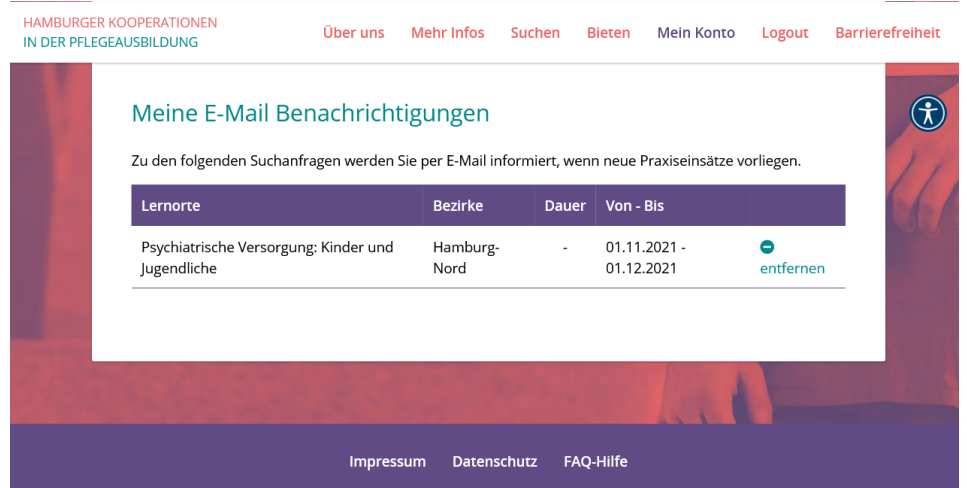 HAMBURGER KOOPERATIONEN
IN DER PFLEGEAUSBILDUNG
Über uns Mehr Infos Suchen Bieten Mein Konto Logout Barrierefreiheit
Meine E-Mail Benachrichtigungen
Zu den folgenden Suchanfragen werden Sie per E-Mail informiert, wenn neue Praxiseinsätze vorliegen.
Lernorte Bezirke Dauer Von - Bis
Psychiatrische Versorgung: Kinder und Hamburg- - 01.11.2021 -
Jugendliche Nord 01.12.2021 entfernen
Impressum Datenschutz FAQ-Hilfe